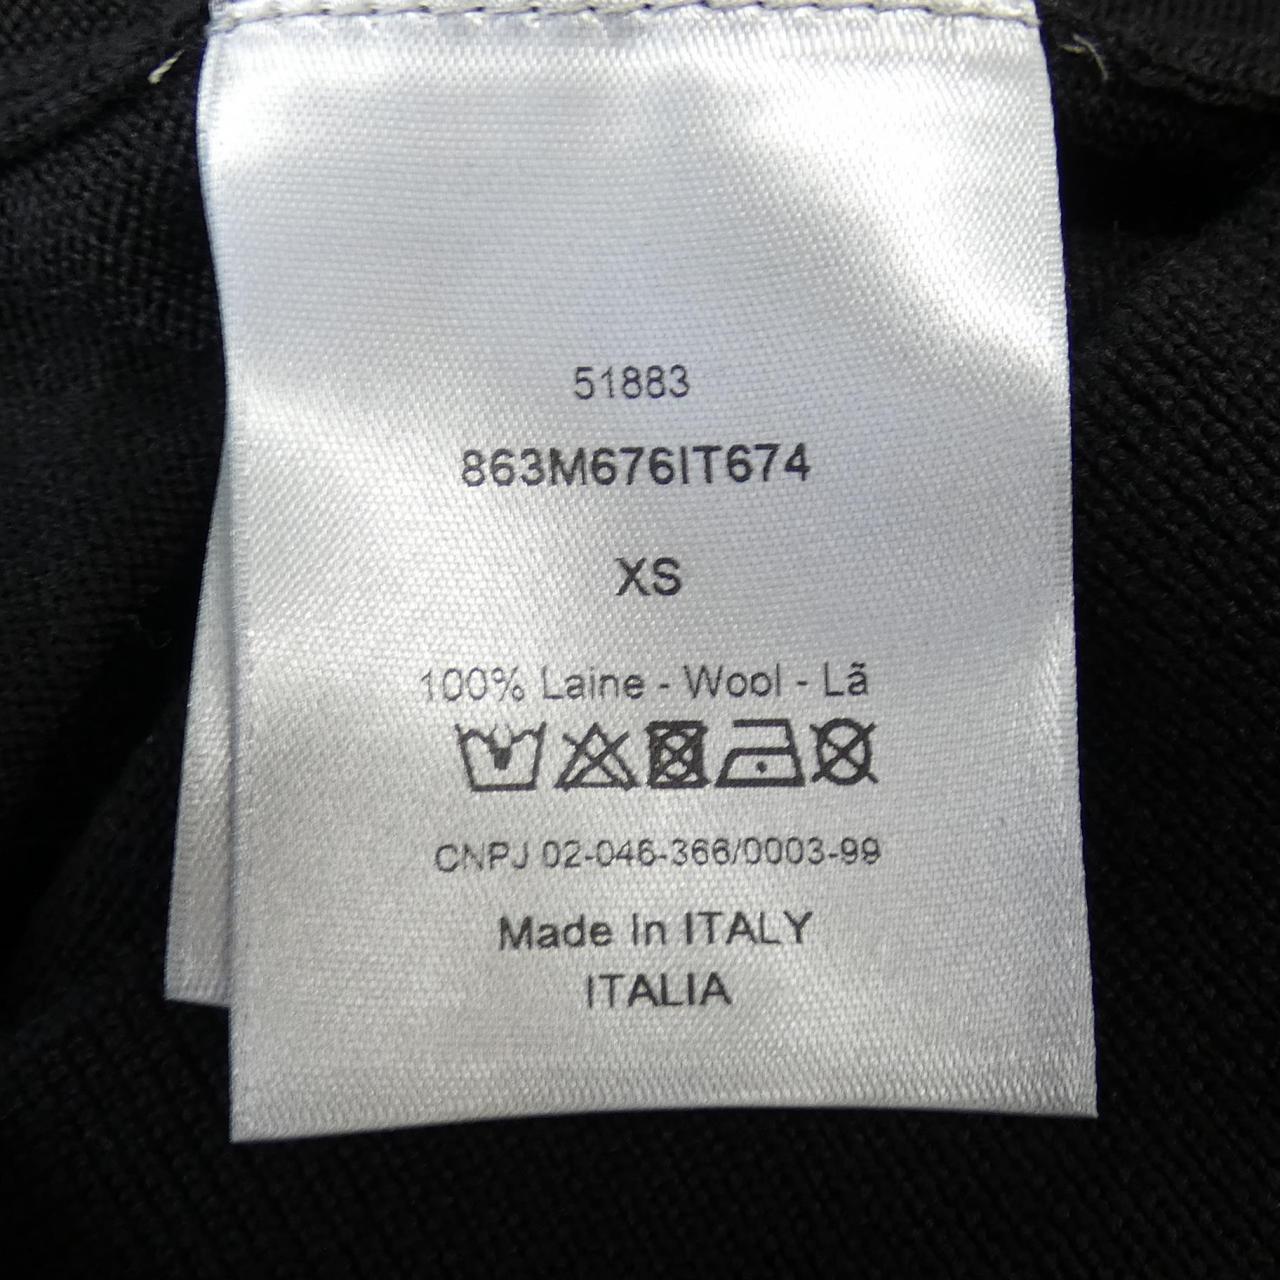 51883
863M676IT674
XS
100% Laine - Wool - Lã
CNPJ 02-046-366/0003-99
Made In ITALY
ITALIA